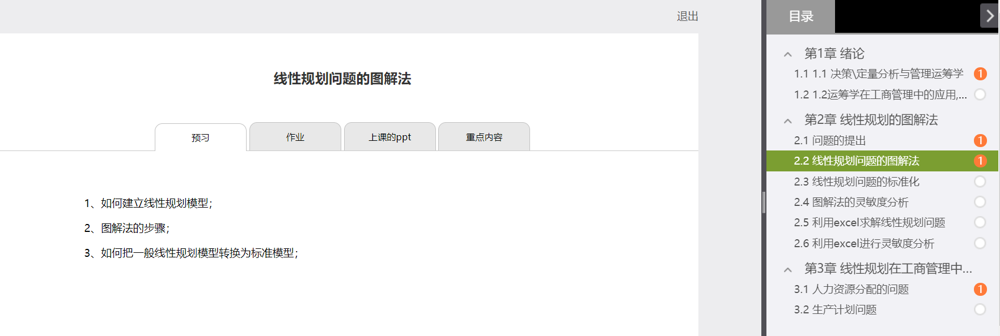 退出
线性规划问题的图解法
预习
作业
上课的ppt
重点内容
1、如何建立线性规划模型；
2、图解法的步骤；
3、如何把一般线性规划模型转换为标准模型；
目录
第1章 绪论
1.1 1.1 决策\定量分析与管理运筹学 1
1.2 1.2运筹学在工商管理中的应用,...
第2章 线性规划的图解法
2.1 问题的提出 1
2.2 线性规划问题的图解法 1
2.3 线性规划问题的标准化
2.4 图解法的灵敏度分析
2.5 利用excel求解线性规划问题
2.6 利用excel进行灵敏度分析
第3章 线性规划在工商管理中...
3.1 人力资源分配的问题 1
3.2 生产计划问题